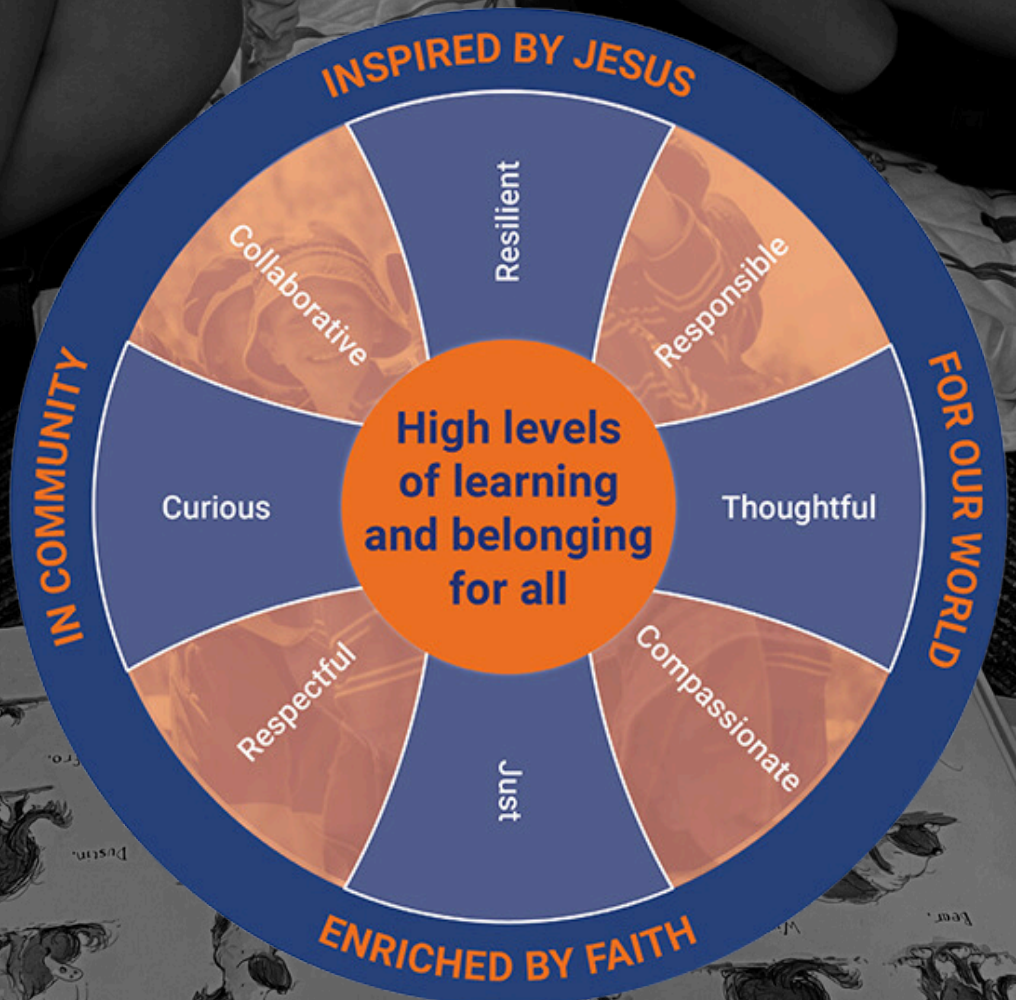 INSPIRED BY JESUS
Resilient
Collaborative
Responsible
IN COMMUNITY
Curious
High levels
of learning
and belonging
for all
Thoughtful
FOR OUR WORLD
Respectful
Compassionate
Just
ENRICHED BY FAITH
Dustin.